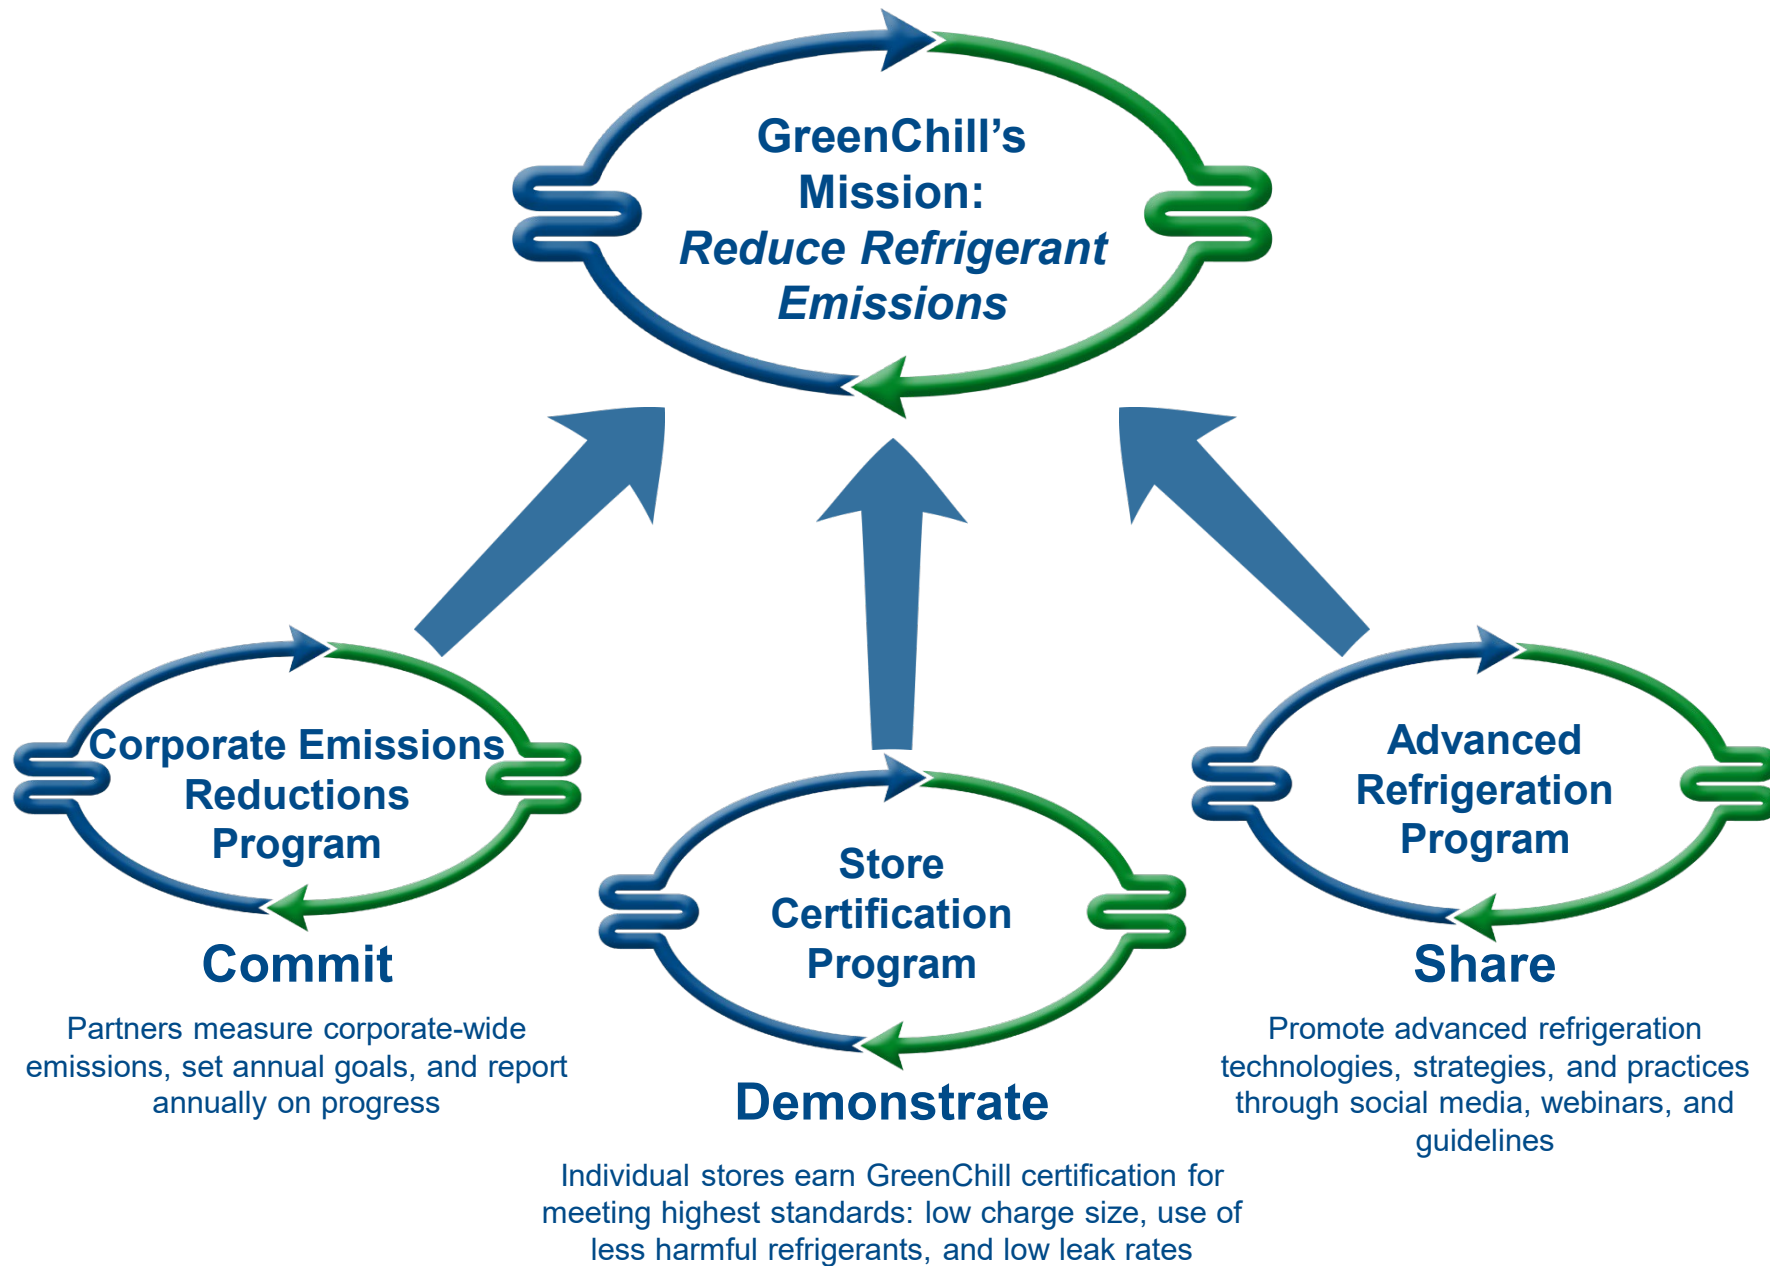 GreenChill’s
Mission:
Reduce Refrigerant
Emissions
Corporate Emissions
Reductions
Program
Commit
Partners measure corporate-wide
emissions, set annual goals, and report
annually on progress
Store
Certification
Program
Demonstrate
Individual stores earn GreenChill certification for
meeting highest standards: low charge size, use of
less harmful refrigerants, and low leak rates
Advanced
Refrigeration
Program
Share
Promote advanced refrigeration
technologies, strategies, and practices
through social media, webinars, and
guidelines